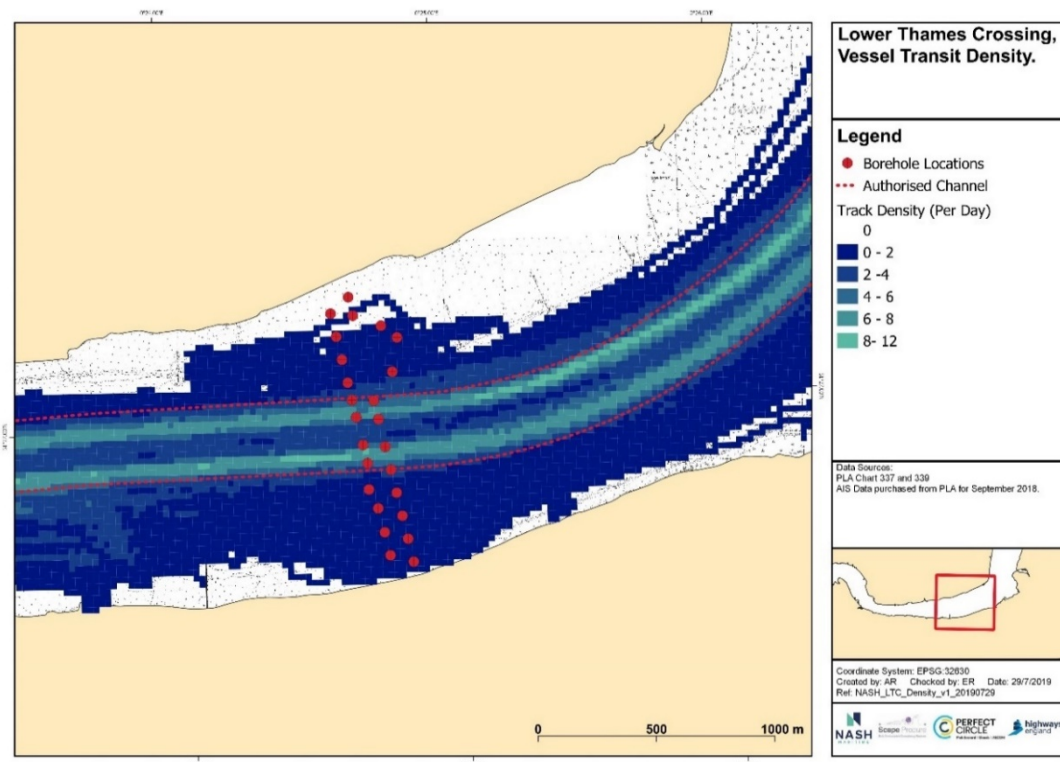 Lower Thames Crossing,
Vessel Transit Density.
Legend
Borehole Locations
Authorised Channel
Track Density (Per Day)
0
0 - 2
2 -4
4 - 6
6 - 8
8- 12
Data Sources:
PLA Chart 337 and 339
AIS Data purchased from PLA for September 2018.
Coordinate System: EPSG:32630
Created by: AR Checked by: ER Date: 29/7/2019
Ref: NASH_LTC_Density_v1_20190729
NASH
MARITIME
Scape Procure
PERFECT
CIRCLE
highways
england
0 500 1000 m